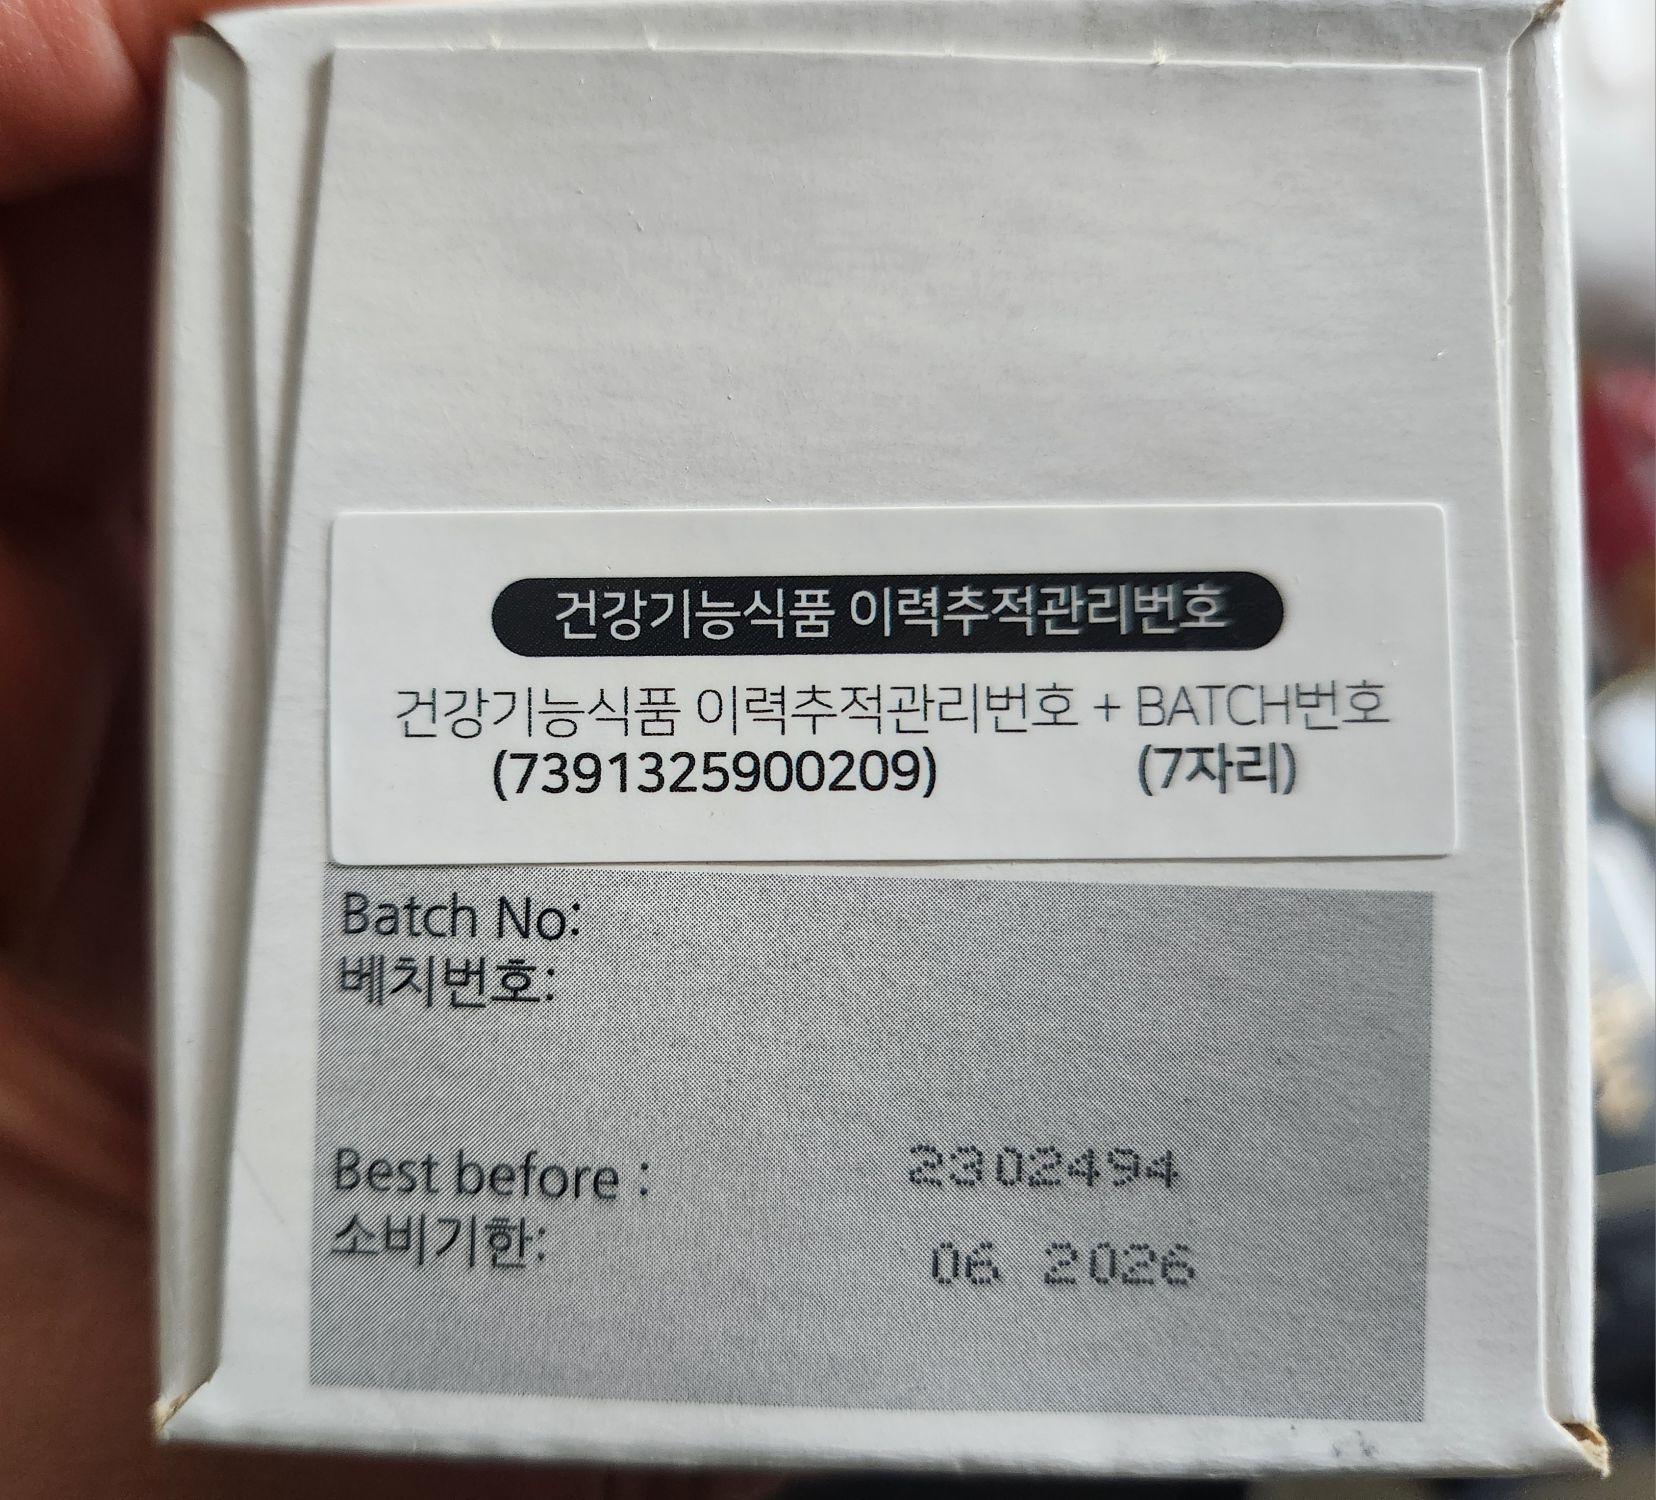 건강기능식품 이력추적관리번호
건강기능식품 이력추적관리번호 + BATCH번호
(7391325900209) (7자리)
Batch No:
베치번호:
Best before : 2302494
소비기한: 06 2026